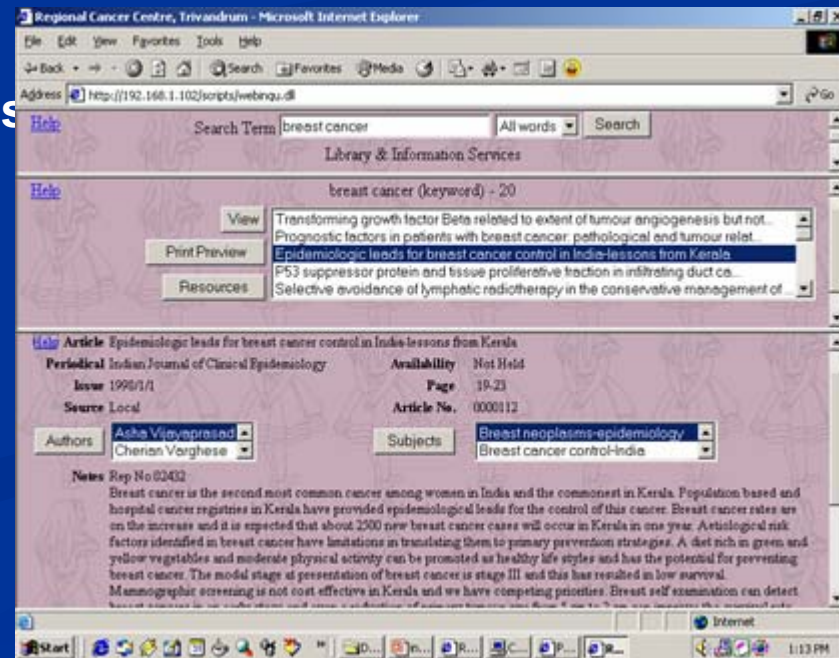 Regional Cancer Centre, Trivandrum - Microsoft Internet Explorer
File Edit View Favorites Tools Help
Back Search Favorites Media
Address http://192.168.1.102/scripts/webinqu.dll Go
s
Help Search Term breast cancer All words Search
Library & Information Services
Help breast cancer (keyword) - 20
View Transforming growth factor Beta related to extent of tumour angiogenesis but not...
Prognostic factors in patients with breast cancer: pathological and tumour relat...
Print Preview Epidemiologic leads for breast cancer control in India-lessons from Kerala
P53 suppressor protein and tissue proliferative fraction in infiltrating duct ca...
Resources Selective avoidance of lymphatic radiotherapy in the conservative management of ...
Help Article Epidemiologic leads for breast cancer control in India-lessons from Kerala
Periodical Indian Journal of Clinical Epidemiology Availability Not Held
Issue 1998/1/1 Page 19-23
Source Local Article No. 0000112
Authors Asha Vijayaprasad Subjects Breast neoplasms-epidemiology
Cherian Varghese Breast cancer control-India
Notes Rep No 02432
Breast cancer is the second most common cancer among women in India and the commonest in Kerala. Population based and
hospital cancer registries in Kerala have provided epidemiological leads for the control of this cancer. Breast cancer rates are
on the increase and it is expected that about 2500 new breast cancer cases will occur in Kerala in one year. Aetiological risk
factors identified in breast cancer have limitations in translating them to primary prevention strategies. A diet rich in green and
yellow vegetables and moderate physical activity can be promoted as healthy life styles and has the potential for preventing
breast cancer. The modal stage at presentation of breast cancer is stage III and this has resulted in low survival.
Mammographic screening is not cost effective in Kerala and we have competing priorities. Breast self examination can detect
Internet
Start D... n... R... C... P... R... 1:13 PM